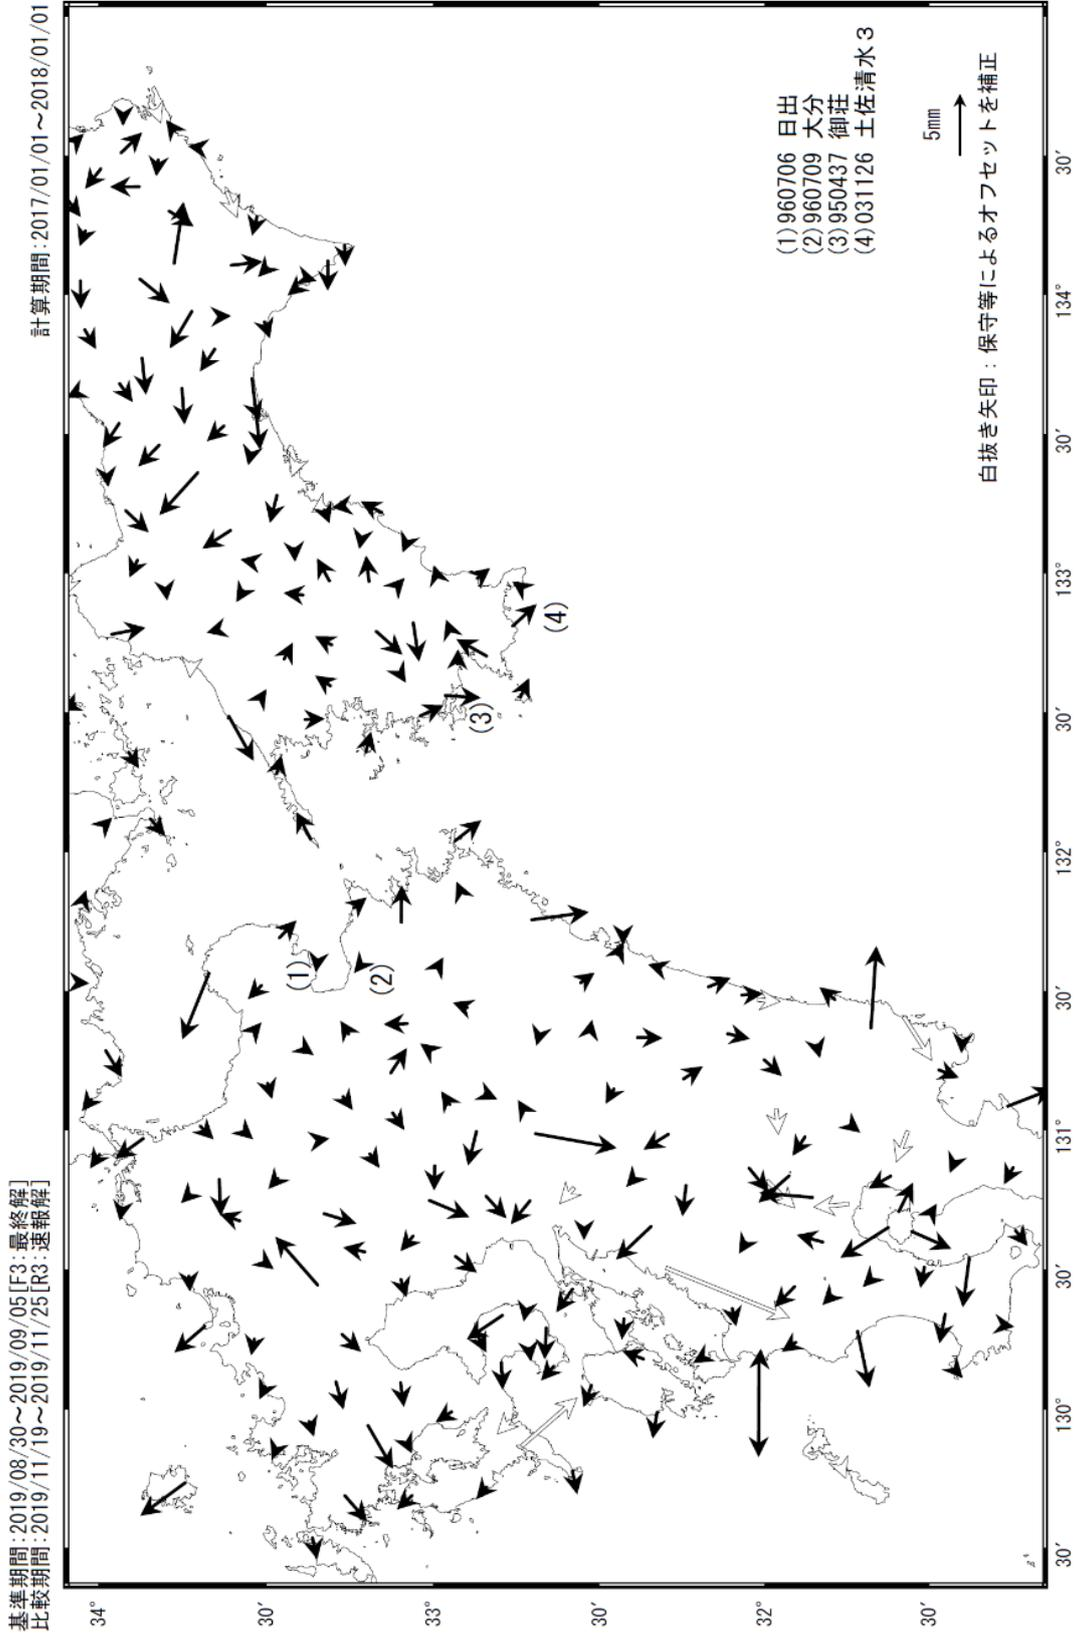 基準期間:2019/08/30～2019/09/05[F3:最終解]
比較期間:2019/11/19～2019/11/25[R3:速報解]
計算期間:2017/01/01～2018/01/01
34°
30′
33°
30′
32°
30′
(1)
(2)
(3)
(4)
(1)960706 日出
(2)960709 大分
(3)950437 御荘
(4)031126 土佐清水3
5mm
白抜き矢印：保守等によるオフセットを補正
30′
130°
30′
131°
30′
132°
30′
133°
30′
134°
30′